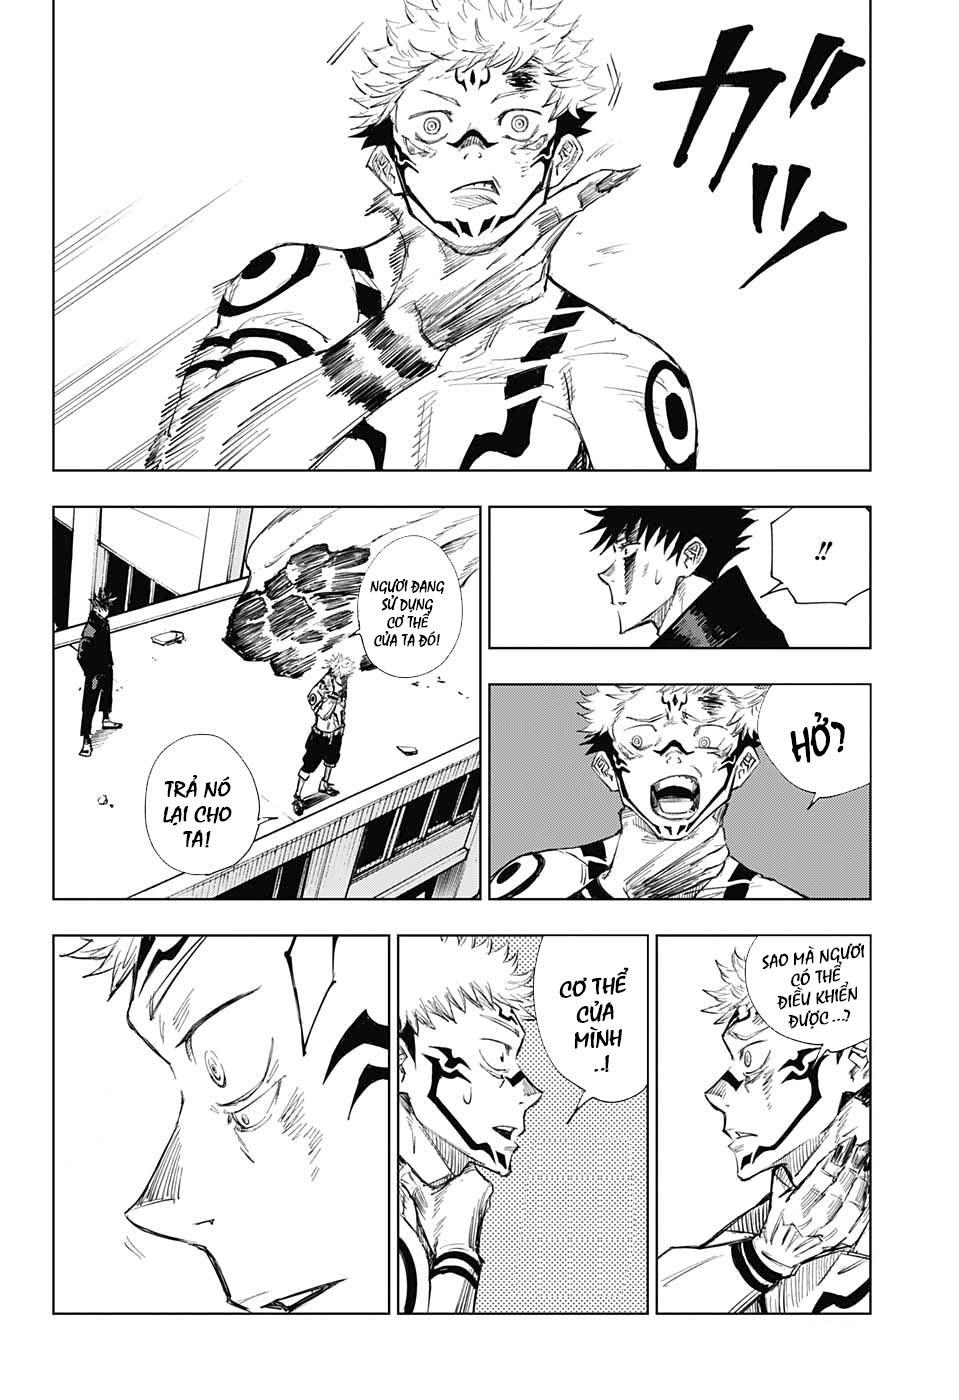 ガッ
!!
HỞ?
NGƯƠI ĐANG
SỬ DỤNG
CƠ THỂ
CỦA TA ĐÓ!
TRẢ NÓ
LẠI CHO
TA!
SAO MÀ NGƯƠI
CÓ THỂ
ĐIỀU KHIỂN
ĐƯỢC ...?
CƠ THỂ
CỦA
MÌNH
..!